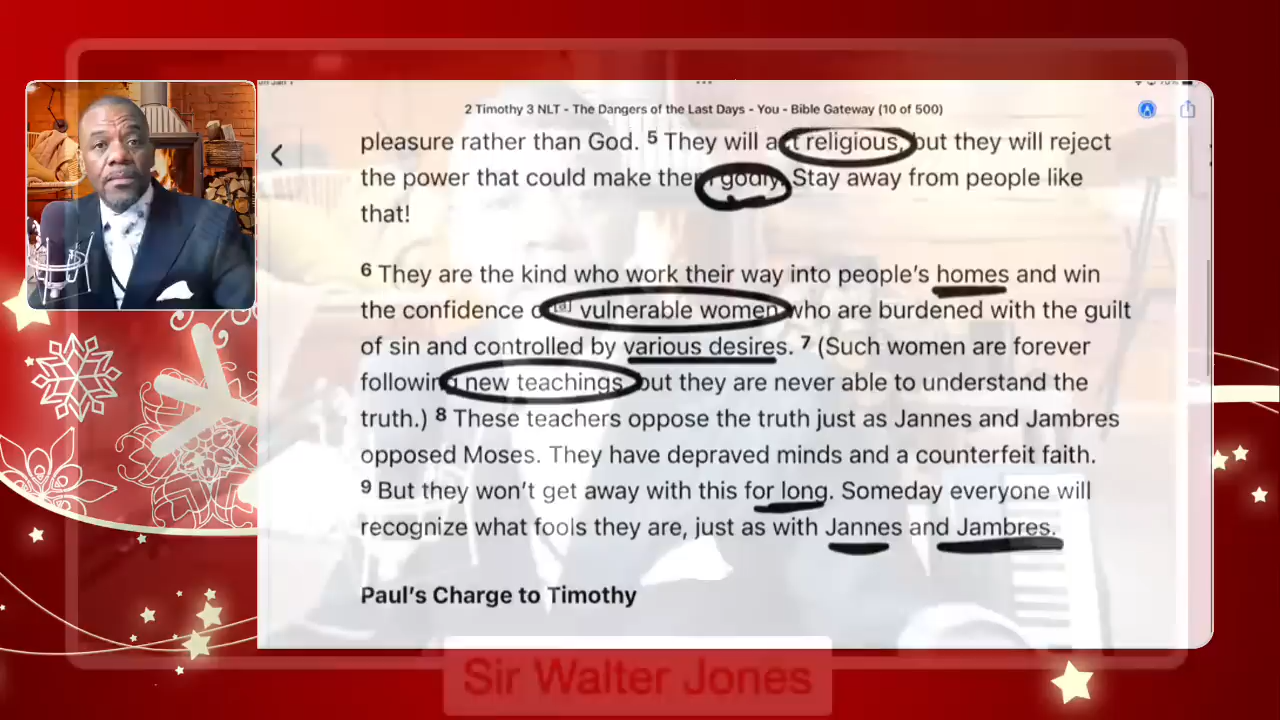 2 Timothy 3 NLT - The Dangers of the Last Days - You - Bible Gateway (10 of 500)
pleasure rather than God. 5 They will act religious, but they will reject
the power that could make them godly. Stay away from people like
that!
6 They are the kind who work their way into people’s homes and win
the confidence of [a] vulnerable women who are burdened with the guilt
of sin and controlled by various desires. 7 (Such women are forever
following new teachings, but they are never able to understand the
truth.) 8 These teachers oppose the truth just as Jannes and Jambres
opposed Moses. They have depraved minds and a counterfeit faith.
9 But they won’t get away with this for long. Someday everyone will
recognize what fools they are, just as with Jannes and Jambres.
Paul’s Charge to Timothy
Sir Walter Jones